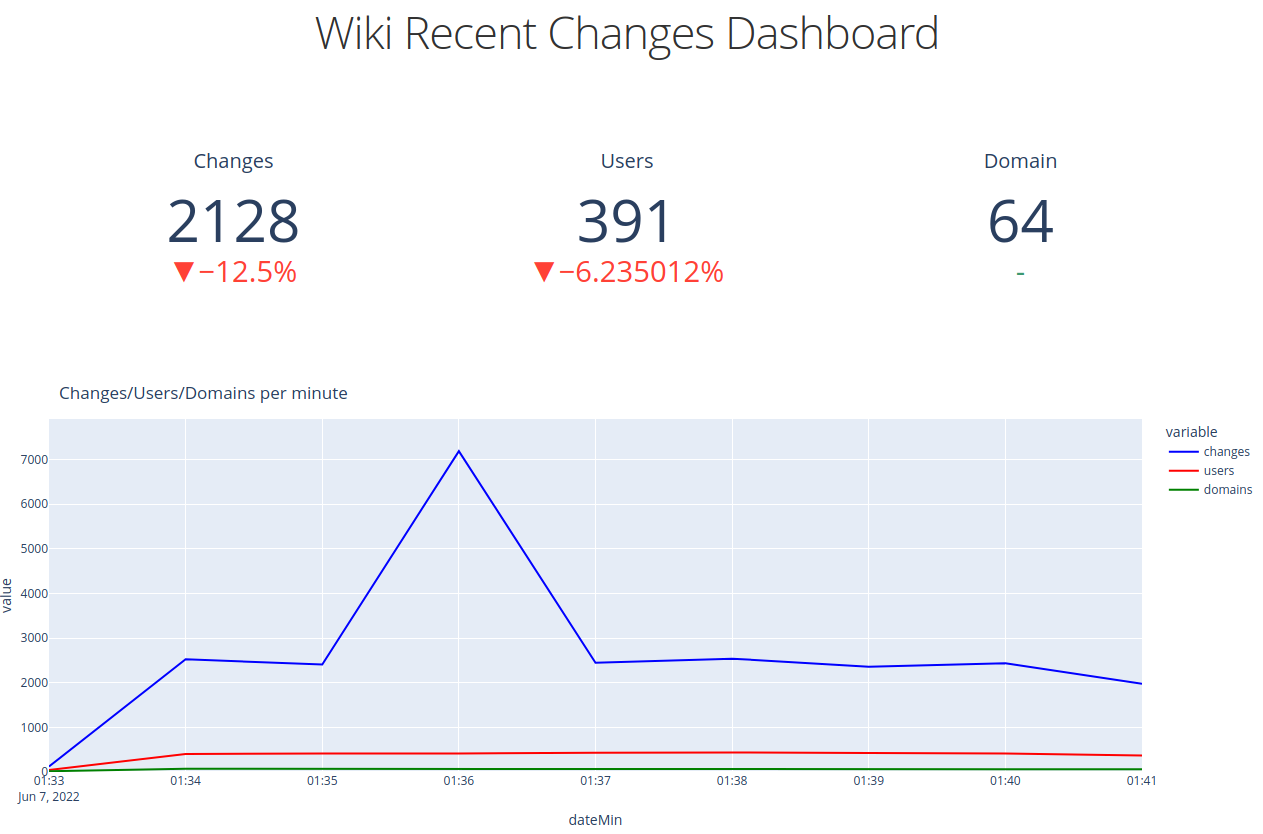 Wiki Recent Changes Dashboard
Changes Users Domain
2128 391 64
▼−12.5% ▼−6.235012% -
Changes/Users/Domains per minute
variable
changes
users
domains
7000
6000
5000
4000
3000
2000
1000
0
value
01:33 01:34 01:35 01:36 01:37 01:38 01:39 01:40 01:41
Jun 7, 2022
dateMin